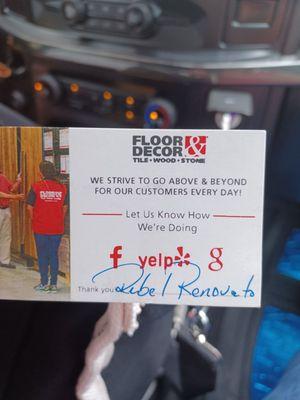 FLOOR &
DECOR
TILE • WOOD • STONE
WE STRIVE TO GO ABOVE & BEYOND
FOR OUR CUSTOMERS EVERY DAY!
Let Us Know How
We're Doing
f yelp g
Thank you Rebel Renovato